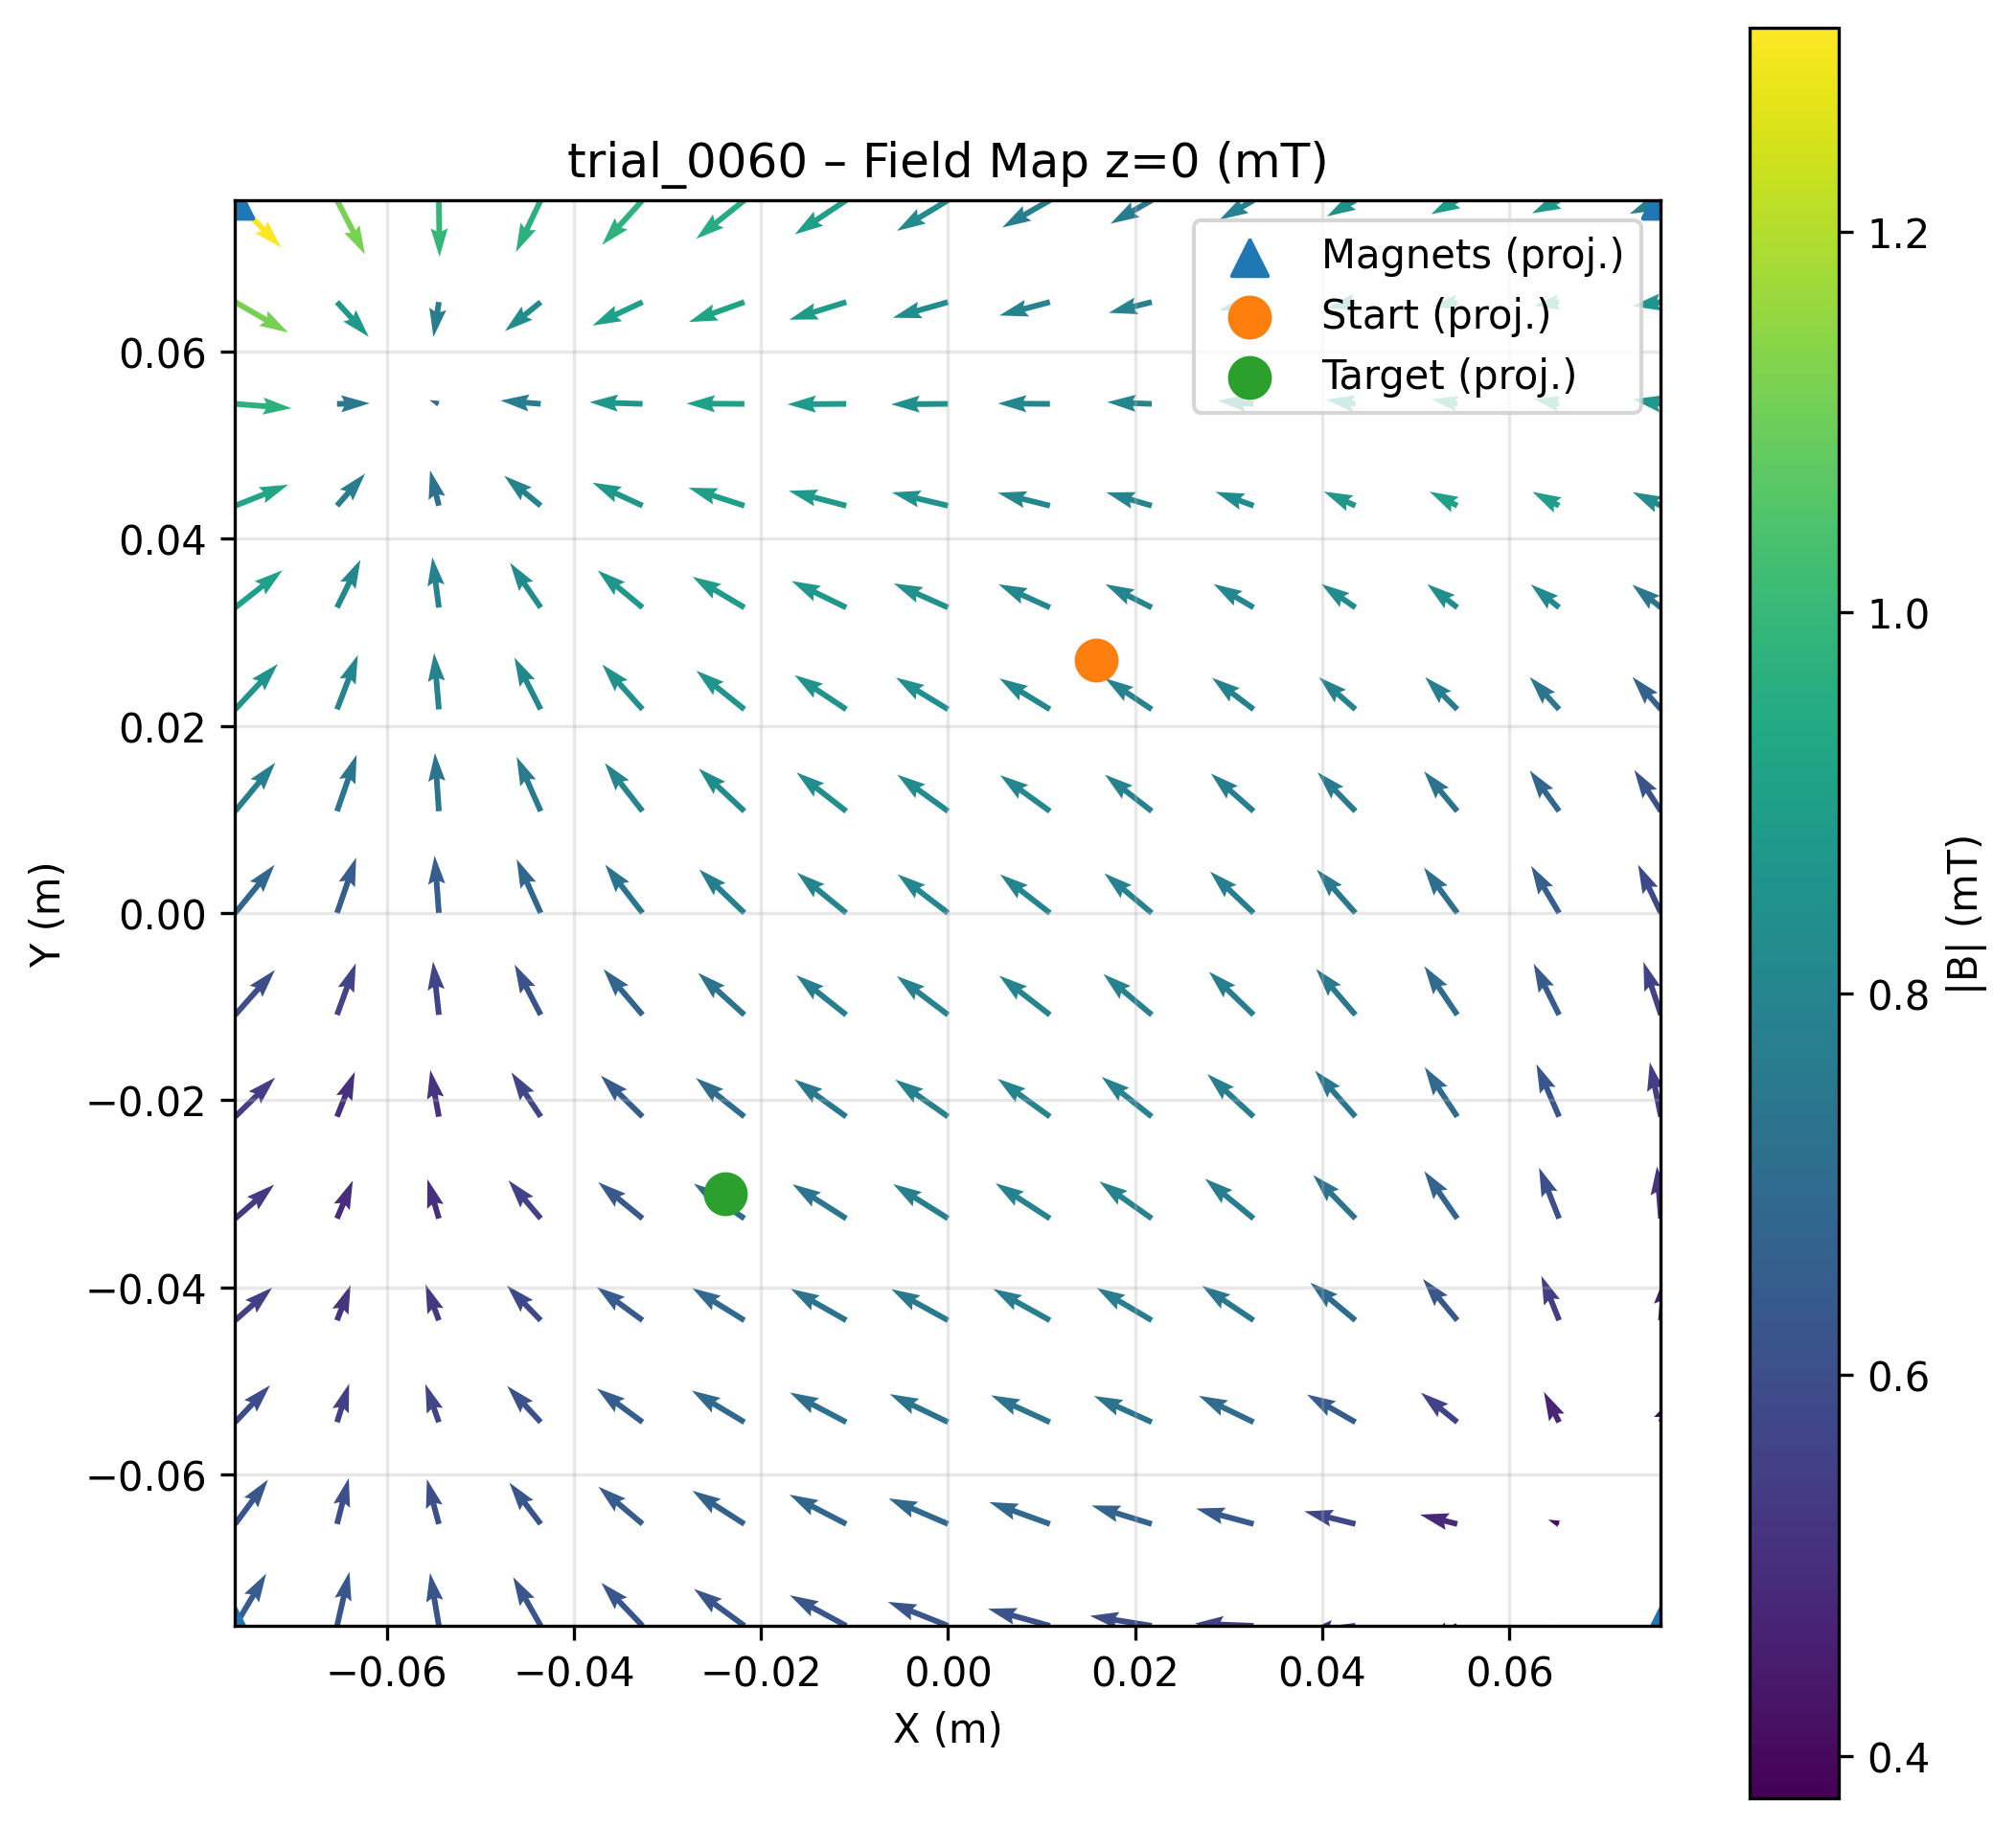 trial_0060 – Field Map z=0 (mT)
Magnets (proj.)
Start (proj.)
Target (proj.)
0.06
0.04
0.02
0.00
−0.02
−0.04
−0.06
Y (m)
−0.06 −0.04 −0.02 0.00 0.02 0.04 0.06
X (m)
1.2
1.0
0.8
0.6
0.4
|B| (mT)